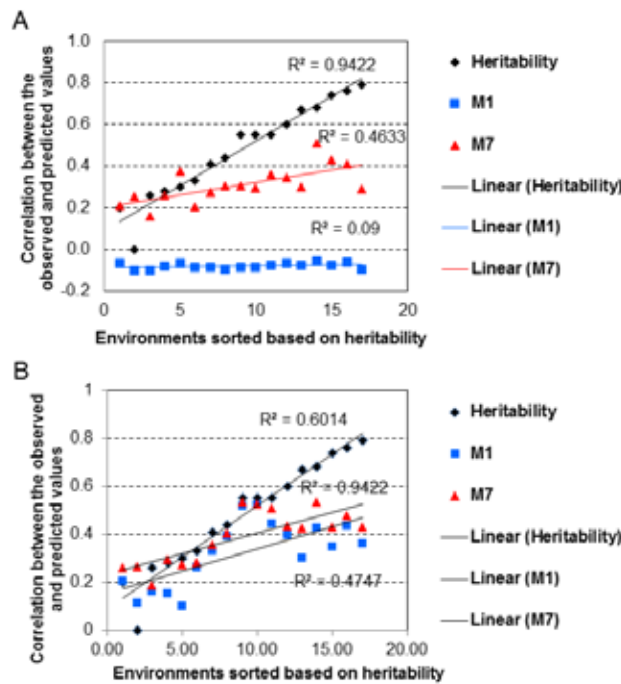 A
Correlation between the
observed and predicted values
1.0
0.8
0.6
0.4
0.2
0.0
-0.2
0
5
10
15
20
R² = 0.9422
R² = 0.4633
R² = 0.09
Environments sorted based on heritability
Heritability
M1
M7
Linear (Heritability)
Linear (M1)
Linear (M7)
B
Correlation between the observed
and predicted values
1
0.8
0.6
0.4
0.2
0
0.00
5.00
10.00
15.00
20.00
R² = 0.6014
R² = 0.9422
R² = 0.4747
Environments sorted based on heritability
Heritability
M1
M7
Linear (Heritability)
Linear (M1)
Linear (M7)